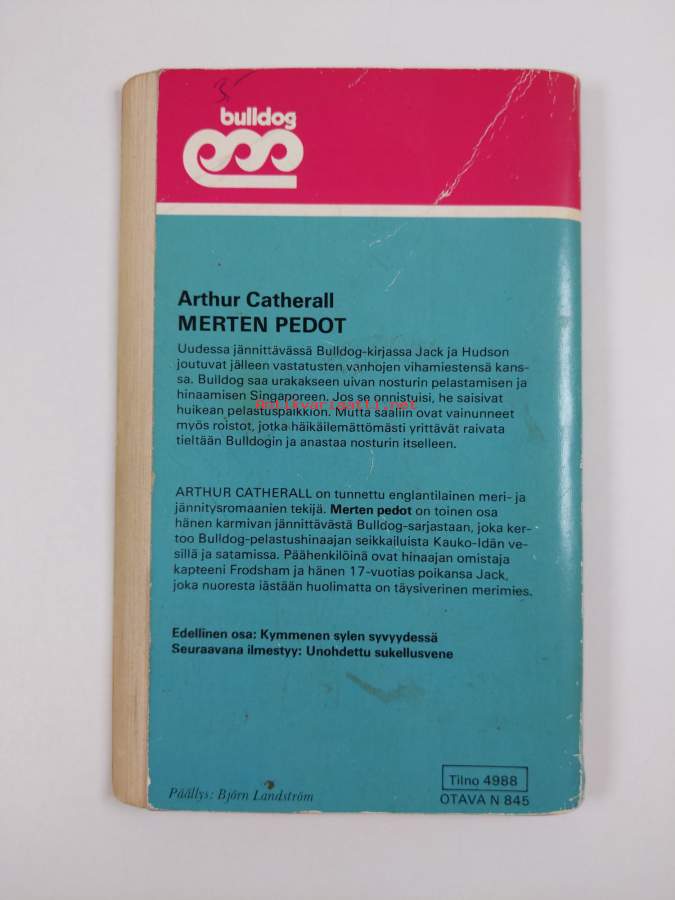 3
bulldog
Arthur Catherall
MERTEN PEDOT
Uudessa jännittävässä Bulldog-kirjassa Jack ja Hudson
joutuvat jälleen vastatusten vanhojen vihamiestensä kans-
sa. Bulldog saa urakakseen uivan nosturin pelastamisen ja
hinaamisen Singaporeen. Jos se onnistuisi, he saisivat
antikvariaatti.net
huikean pelastuspalkkion. Mutta saaliin ovat vainunneet
myös roistot, jotka häikäilemättömästi yrittävät raivata
tieltään Bulldogin ja anastaa nosturin itselleen.
ARTHUR CATHERALL on tunnettu englantilainen meri- ja
jännitysromaanien tekijä. Merten pedot on toinen osa
hänen karmivan jännittävästä Bulldog-sarjastaan, joka ker-
too Bulldog-pelastushinaajan seikkailuista Kauko-Idän ve-
sillä ja satamissa. Päähenkilöinä ovat hinaajan omistaja
kapteeni Frodsham ja hänen 17-vuotias poikansa Jack,
joka nuoresta iästään huolimatta on täysiverinen merimies.
Edellinen osa: Kymmenen sylen syvyydessä
Seuraavana ilmestyy: Unohdettu sukellusvene
Tilno 4988
Päällys: Björn Landström
OTAVA N 845